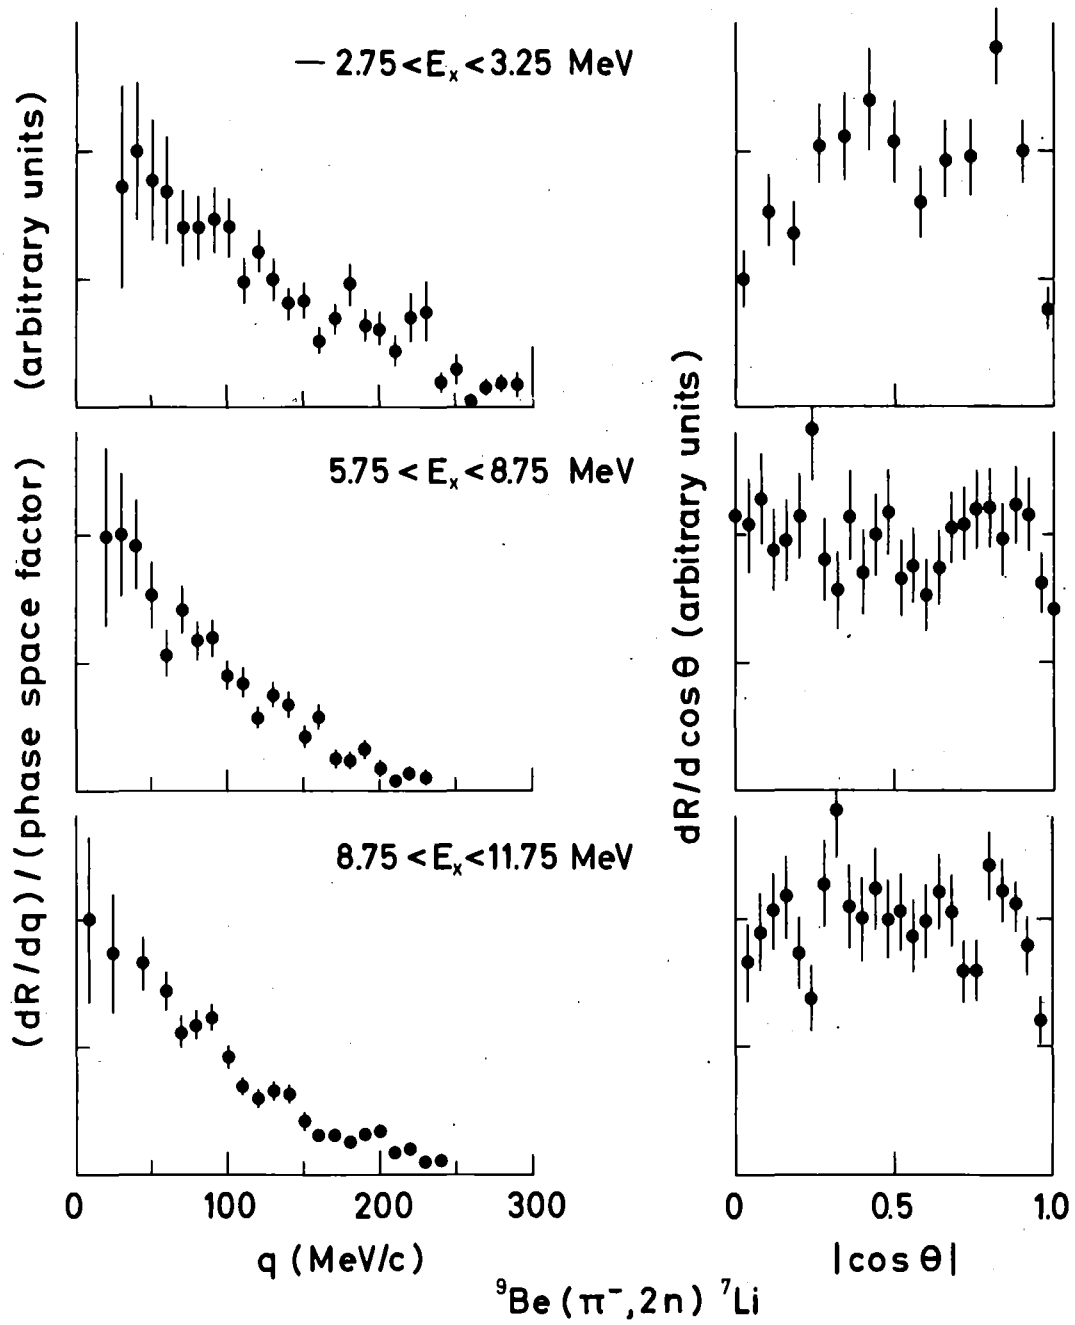 — 2.75 < Eₓ < 3.25 MeV
(arbitrary units)
5.75 < Eₓ < 8.75 MeV
dR/d cos θ (arbitrary units)
(dR/dq) / (phase space factor)
8.75 < Eₓ < 11.75 MeV
0 100 200 300
0 0.5 1.0
q (MeV/c)
|cos θ|
⁹Be (π⁻, 2n) ⁷Li